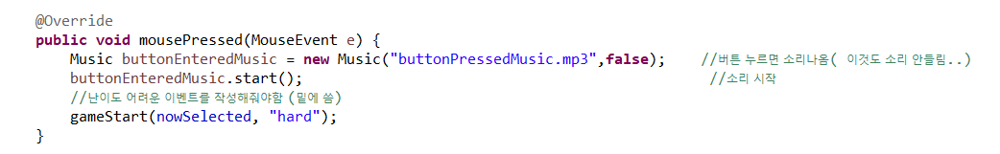 @Override
public void mousePressed(MouseEvent e) {
Music buttonEnteredMusic = new Music("buttonPressedMusic.mp3",false); //버튼 누르면 소리나옴( 이것도 소리 안들림..)
buttonEnteredMusic.start(); //소리 시작
//난이도 어려운 이벤트를 작성해줘야함 (밑에 씀)
gameStart(nowSelected, "hard");
}